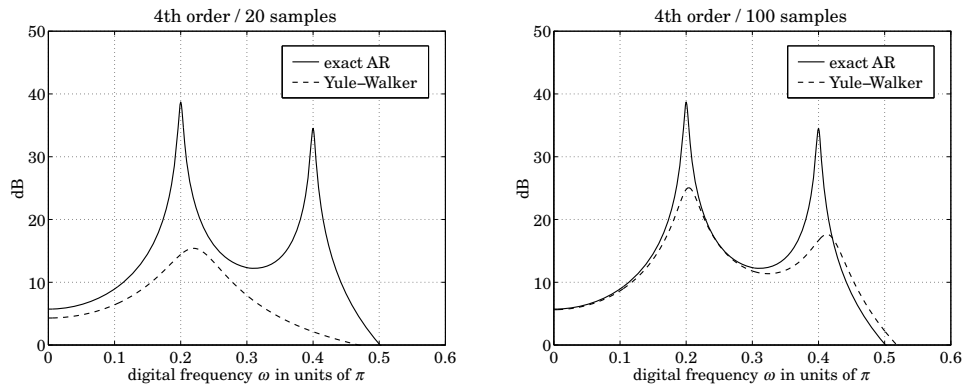 4th order / 20 samples
50
40
30
20
10
0
dB
exact AR
Yule–Walker
0
0.1
0.2
0.3
0.4
0.5
0.6
digital frequency ω in units of π
4th order / 100 samples
50
40
30
20
10
0
dB
exact AR
Yule–Walker
0
0.1
0.2
0.3
0.4
0.5
0.6
digital frequency ω in units of π